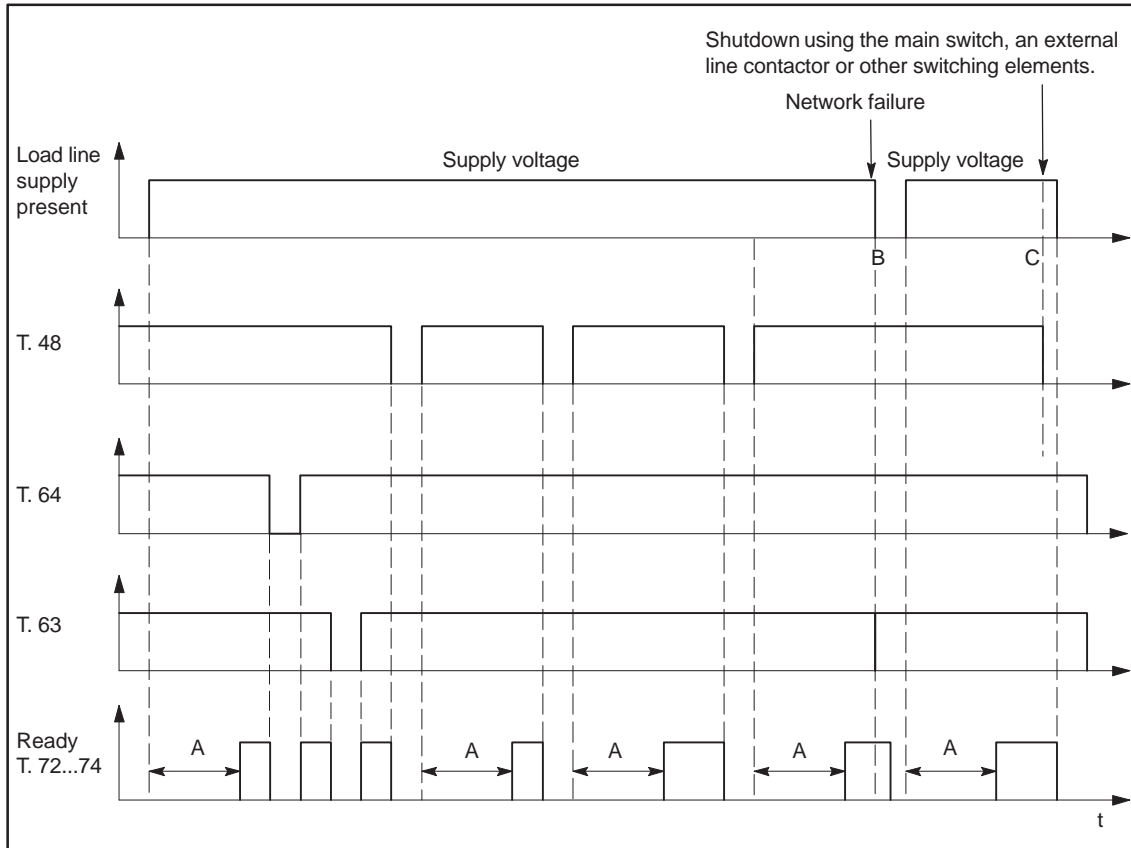 Shutdown using the main switch, an external
line contactor or other switching elements.
Network failure
Load line
supply
present
Supply voltage
Supply voltage
B
C
T. 48
T. 64
T. 63
Ready
T. 72...74
A
A
A
A
A
t